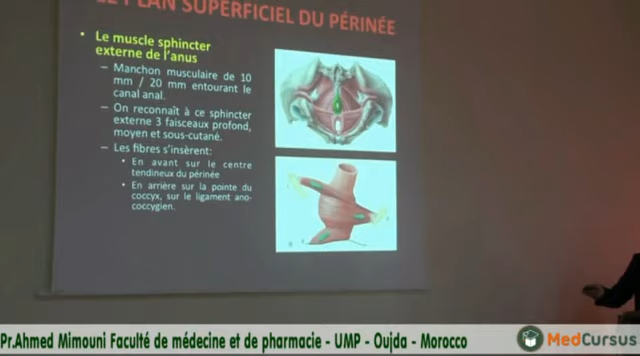 LE PLAN SUPERFICIEL DU PÉRINÉE
• Le muscle sphincter
externe de l'anus
– Manchon musculaire de 10
mm / 20 mm entourant le
canal anal.
– On reconnaît à ce sphincter
externe 3 faisceaux profond,
moyen et sous-cutané.
– Les fibres s'insèrent:
• En avant sur le centre
tendineux du périnée
• En arrière sur la pointe du
coccyx, sur le ligament ano-
coccygien.
Pr.Ahmed Mimouni Faculté de médecine et de pharmacie - UMP - Oujda - Morocco
MedCursus